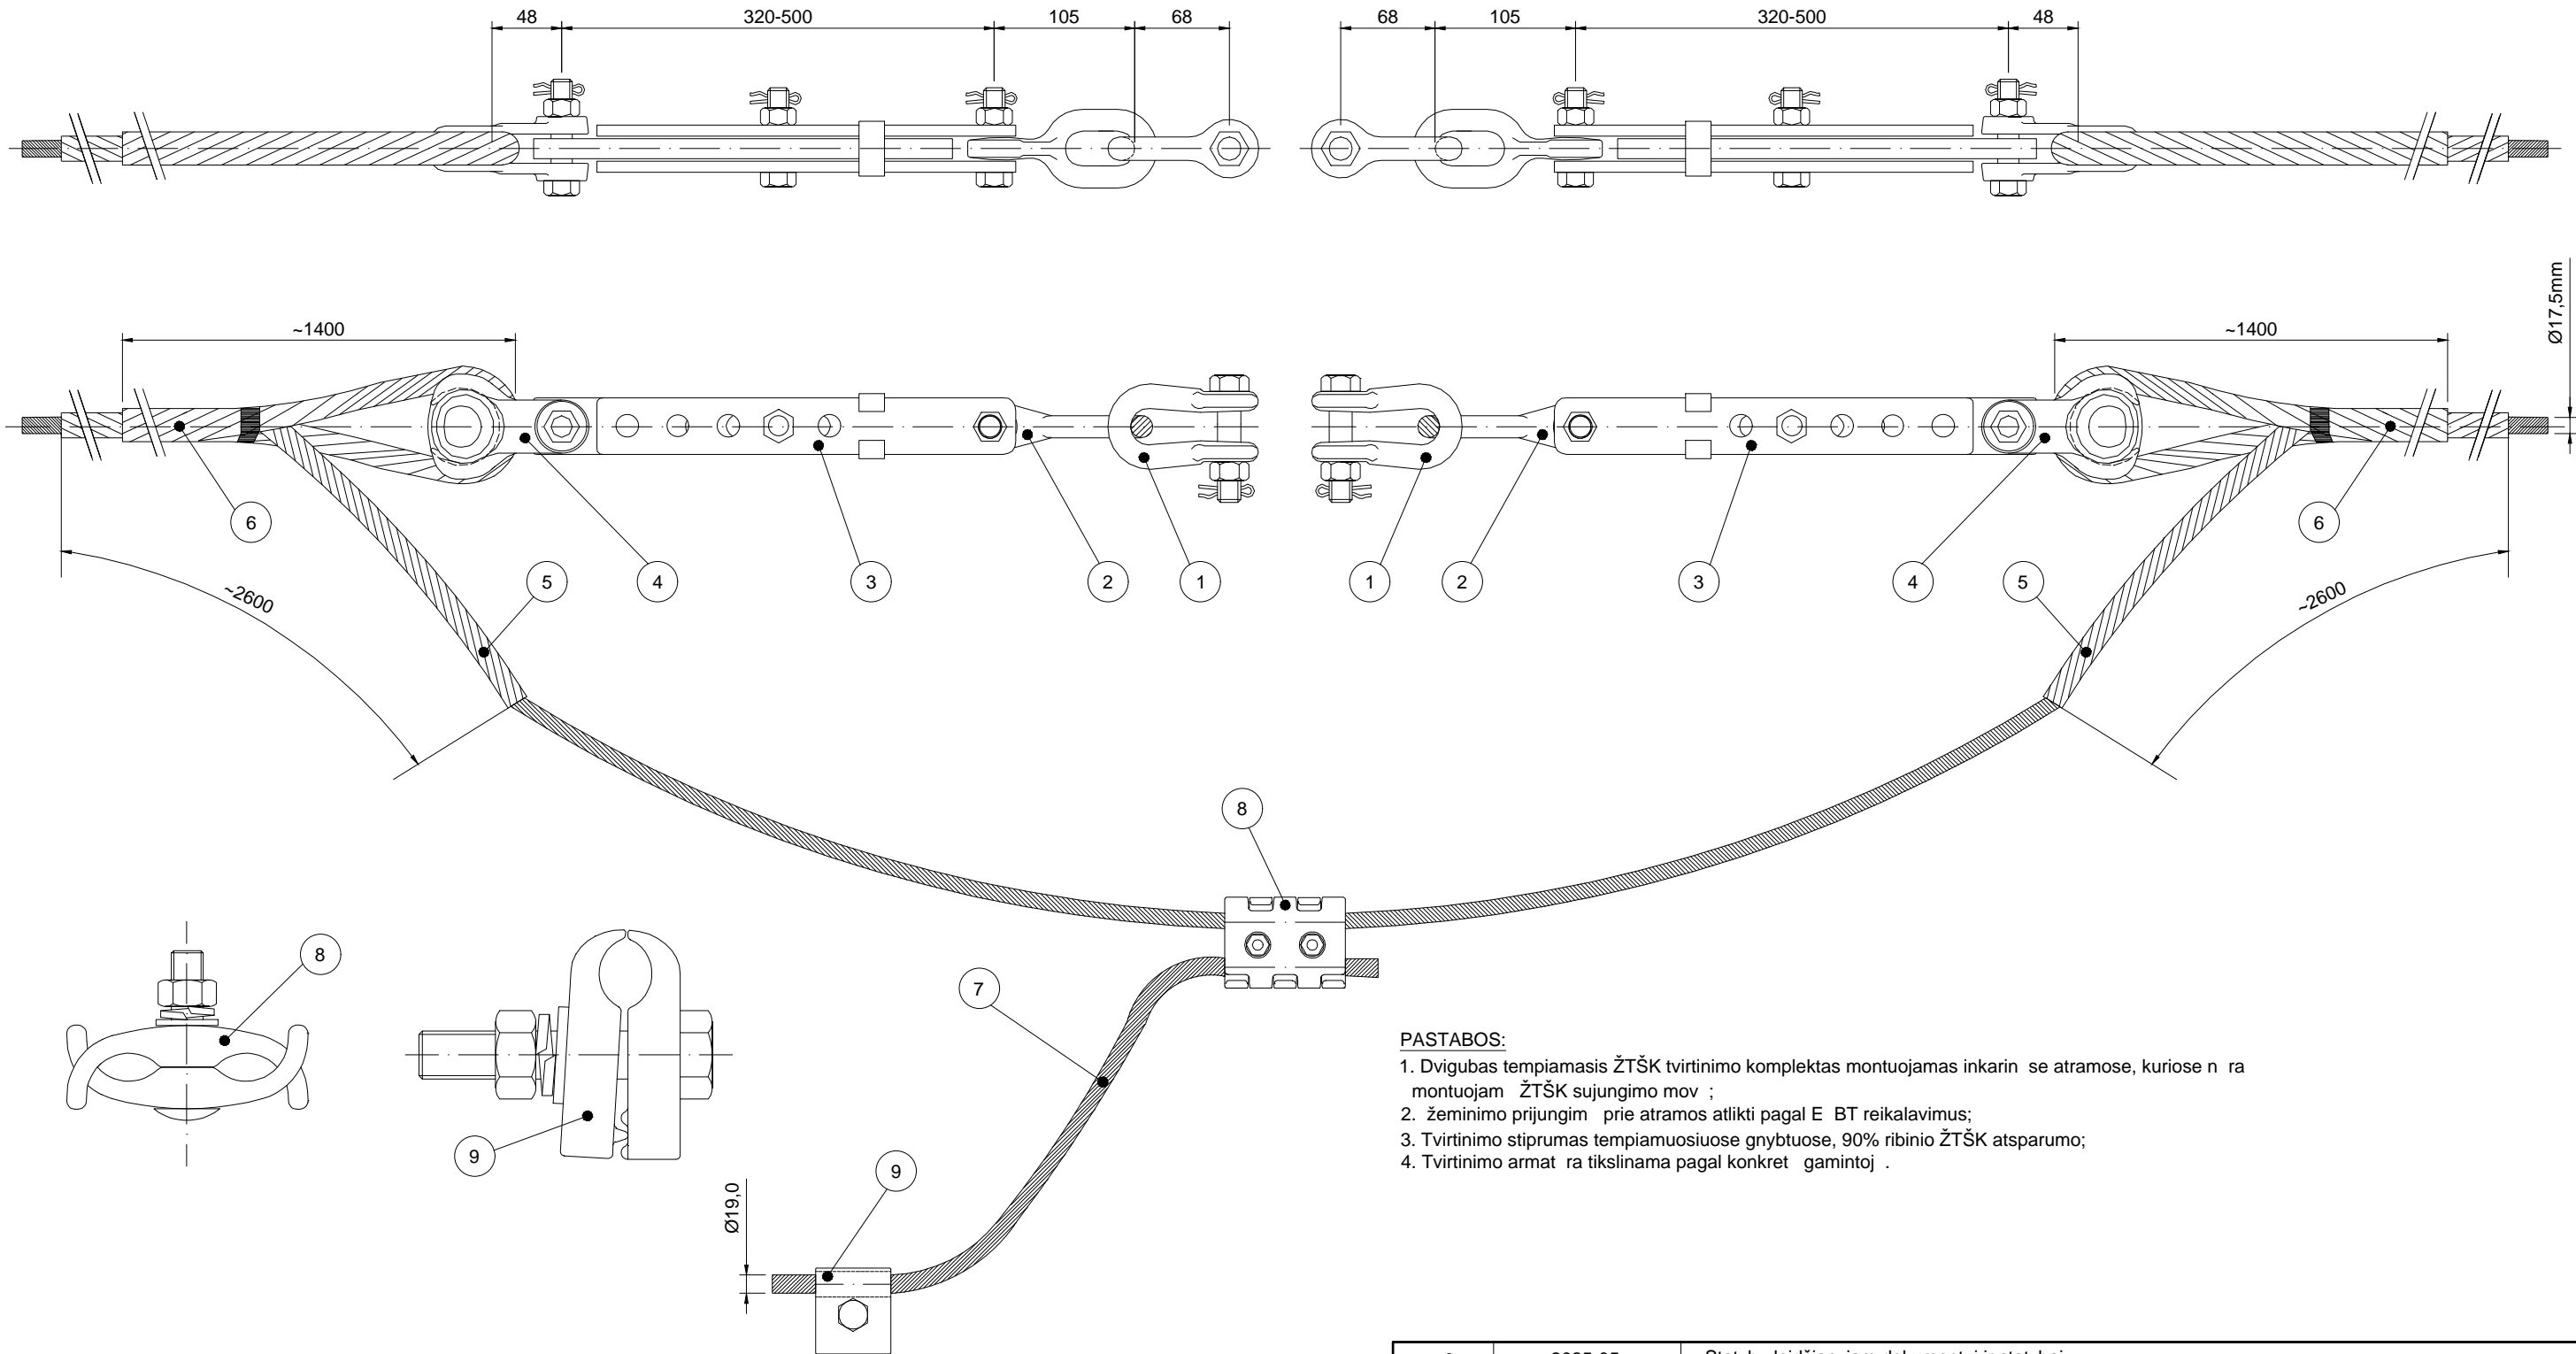 48 320-500 105 68 68 105 320-500 48
~1400 ~1400 Ø17,5mm
6 6
5 4 3 2 1 1 2 3 4 5
~2600 ~2600
8
8
7
9
9
Ø19,0
PASTABOS:
1. Dvigubas tempiamasis ŽTŠK tvirtinimo komplektas montuojamas inkarin se atramose, kuriose n ra
montuojam ŽTŠK sujungimo mov ;
2. žeminimo prijungim prie atramos atlikti pagal E BT reikalavimus;
3. Tvirtinimo stiprumas tempiamuosiuose gnybtuose, 90% ribinio ŽTŠK atsparumo;
4. Tvirtinimo armat ra tikslinama pagal konkret gamintoj .